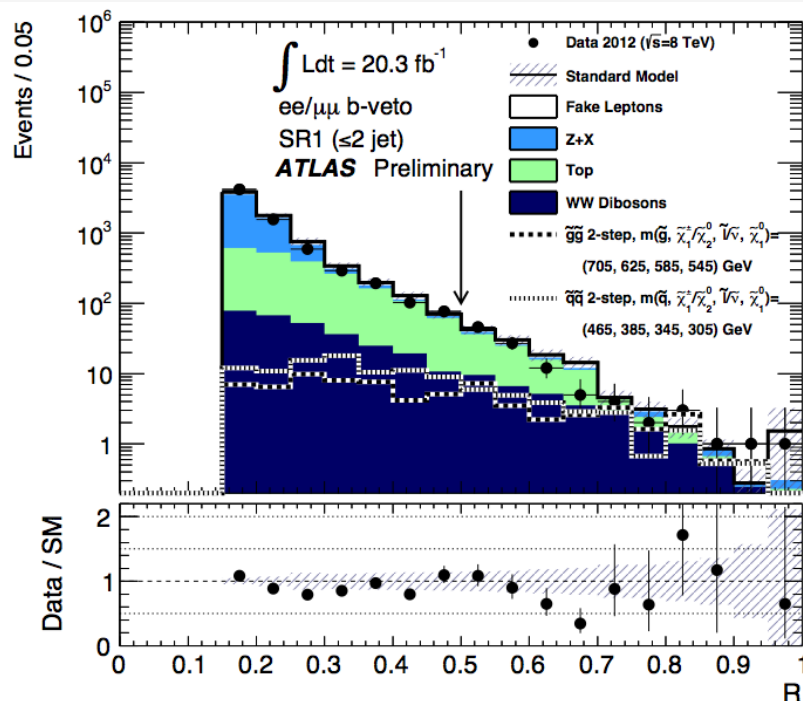 Events / 0.05
10⁶
10⁵
10⁴
10³
10²
10
1
∫ Ldt = 20.3 fb⁻¹
ee/μμ b-veto
SR1 (≤2 jet)
ATLAS Preliminary
Data 2012 (√s=8 TeV)
Standard Model
Fake Leptons
Z+X
Top
WW Dibosons
g̃g̃ 2-step, m(g̃, χ̃₁±/χ̃₂⁰, l̃/ν̃, χ̃₁⁰)=
(705, 625, 585, 545) GeV
q̃q̃ 2-step, m(q̃, χ̃₁±/χ̃₂⁰, l̃/ν̃, χ̃₁⁰)=
(465, 385, 345, 305) GeV
Data / SM
2
1
0
0 0.1 0.2 0.3 0.4 0.5 0.6 0.7 0.8 0.9 1
R